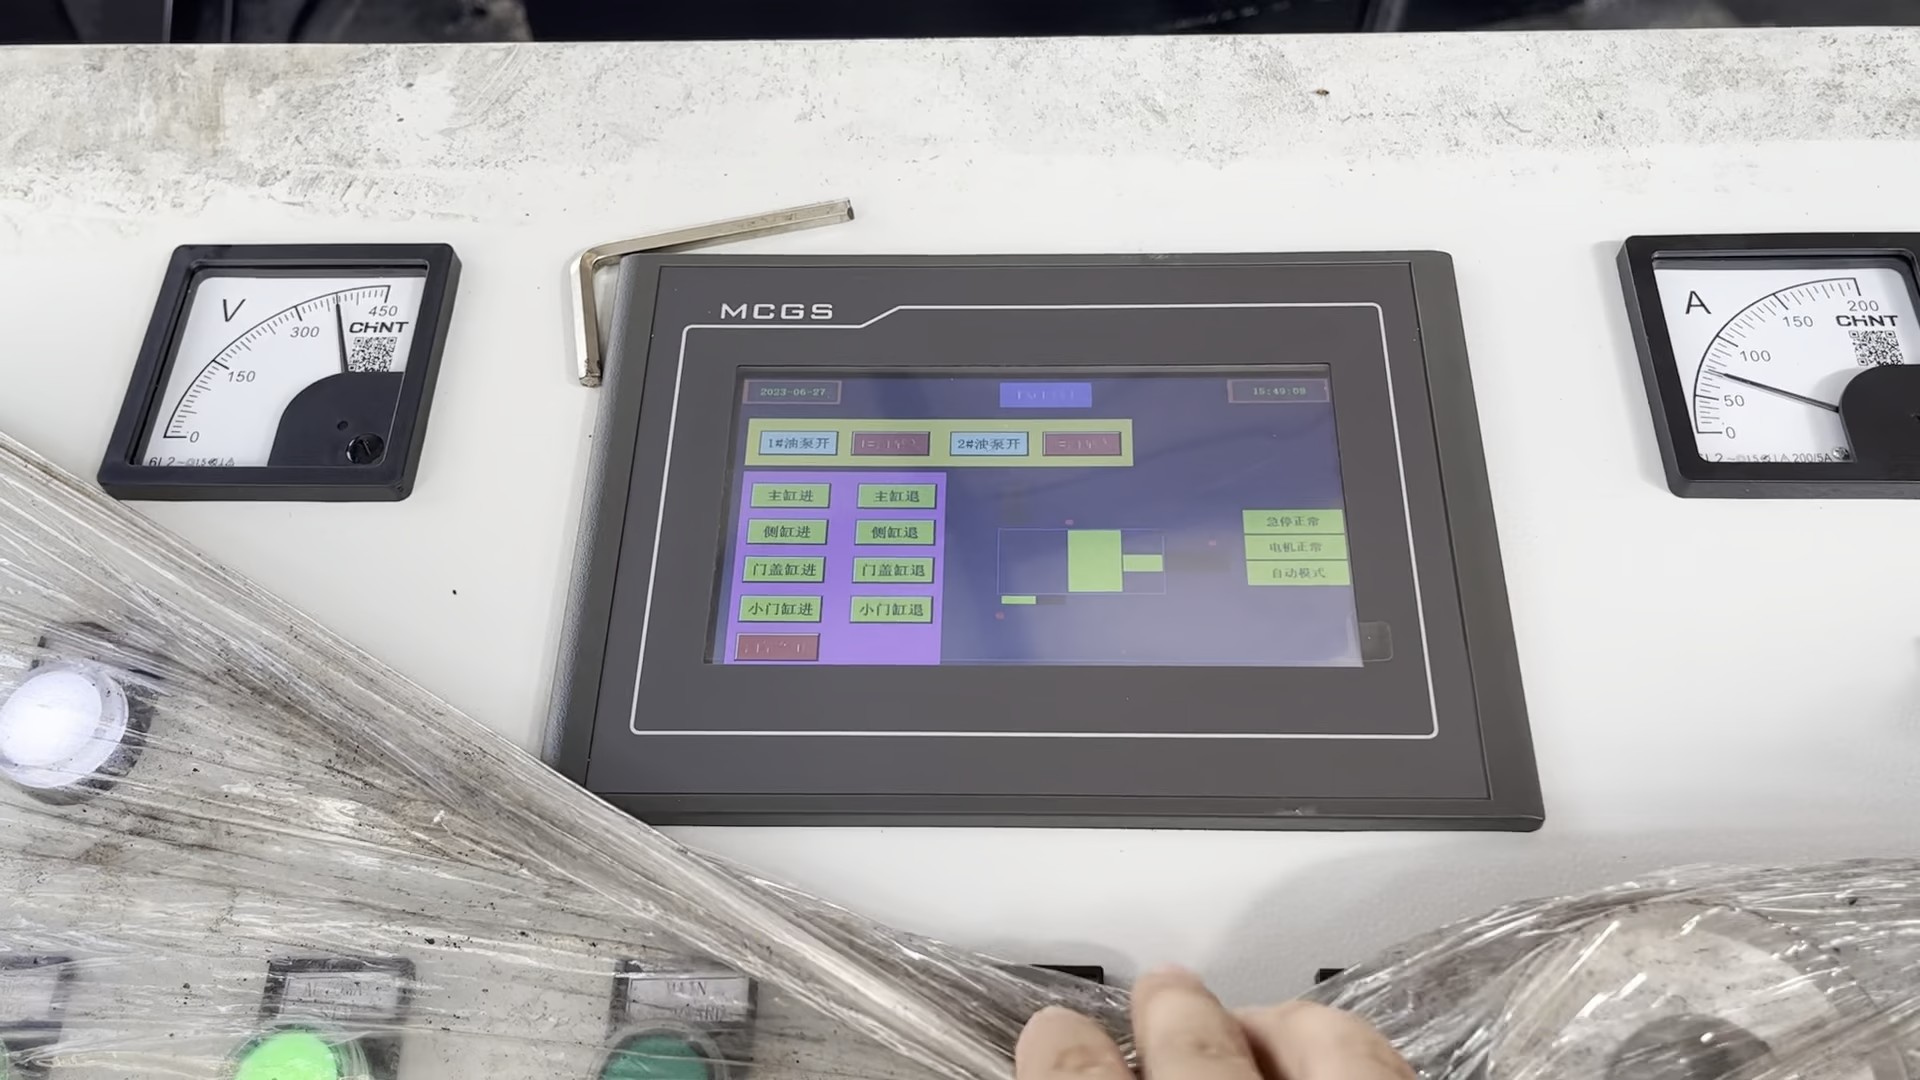 V
450
300
150
0
CHNT
MCGS
2023-06-27
15:49:09
1#油泵开
2#油泵开
主缸进
主缸退
侧缸进
侧缸退
门盖缸进
门盖缸退
小门缸进
小门缸退
急停正常
电机正常
自动模式
A
200
150
100
50
0
CHNT
200/5A
MAIN